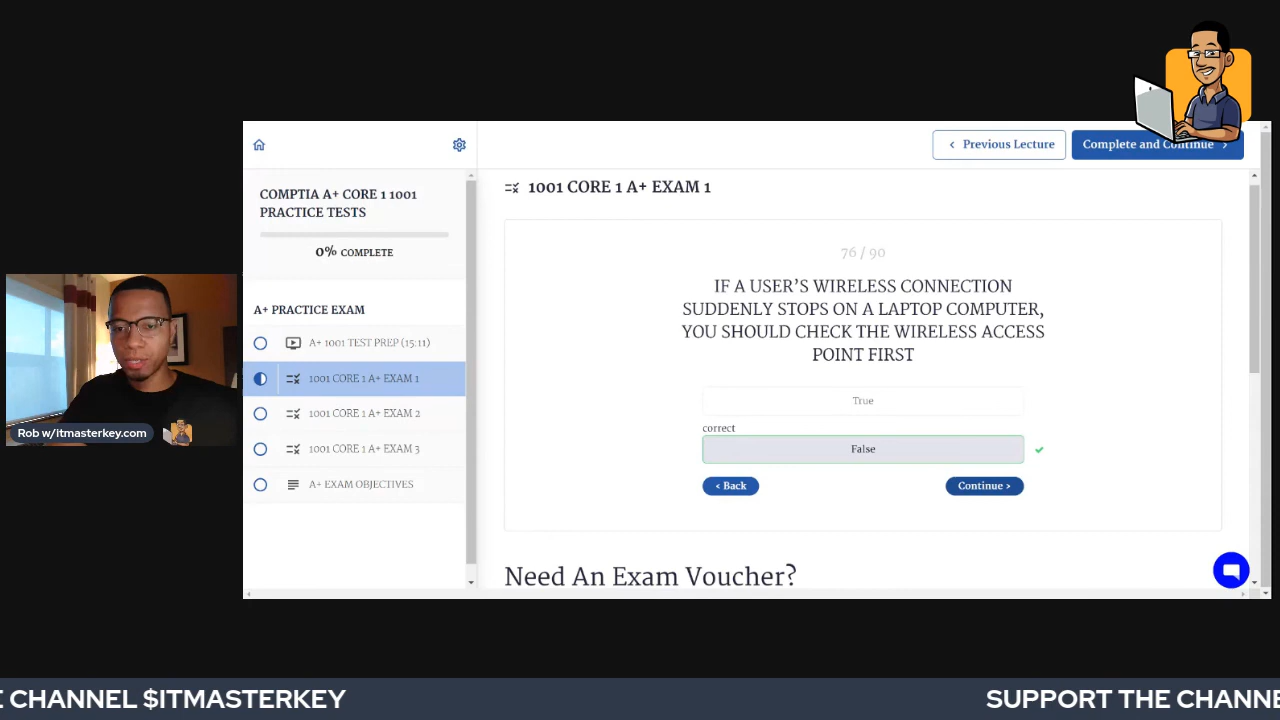 Previous Lecture
Complete and Continue
COMPTIA A+ CORE 1 1001
PRACTICE TESTS
0% COMPLETE
A+ PRACTICE EXAM
A+ 1001 TEST PREP (15:11)
1001 CORE 1 A+ EXAM 1
1001 CORE 1 A+ EXAM 2
1001 CORE 1 A+ EXAM 3
A+ EXAM OBJECTIVES
1001 CORE 1 A+ EXAM 1
76 / 90
IF A USER'S WIRELESS CONNECTION
SUDDENLY STOPS ON A LAPTOP COMPUTER,
YOU SHOULD CHECK THE WIRELESS ACCESS
POINT FIRST
True
correct
False
< Back
Continue >
Need An Exam Voucher?
Rob w/itmasterkey.com
E CHANNEL $ITMASTERKEY
SUPPORT THE CHANNE